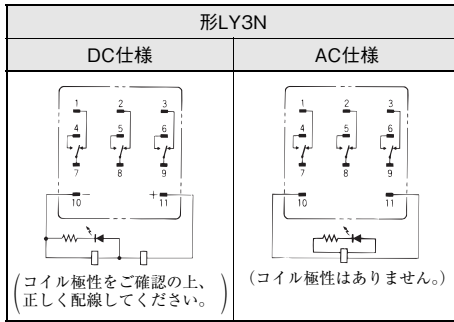 形LY3N
DC仕様
AC仕様
1 2 3
4 5 6
7 8 9
10 − + 11
(コイル極性をご確認の上、
正しく配線してください。)
1 2 3
4 5 6
7 8 9
10 11
(コイル極性はありません。)